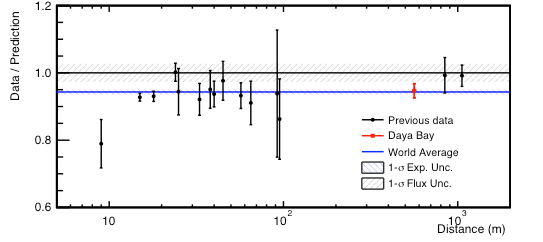 Data / Prediction
1.2
1.0
0.8
0.6
Previous data
Daya Bay
World Average
1-σ Exp. Unc.
1-σ Flux Unc.
10
10²
10³
Distance (m)